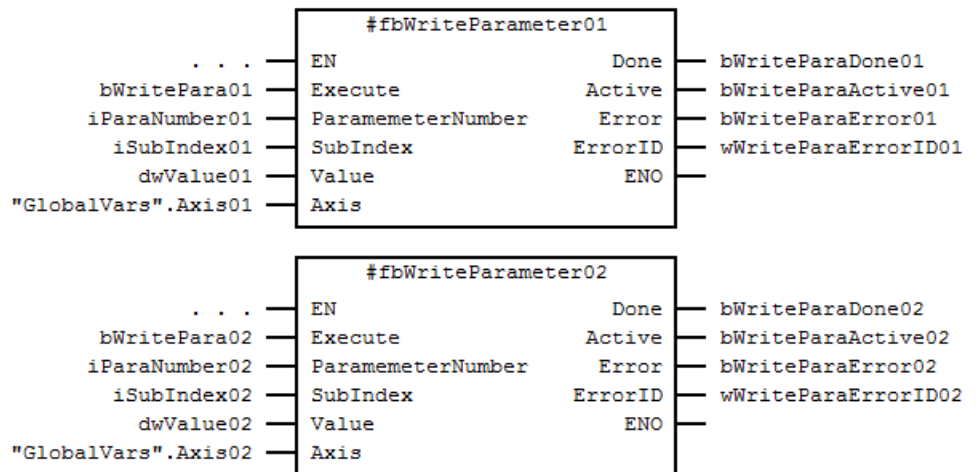 #fbWriteParameter01
. . . EN Done bWriteParaDone01
bWritePara01 Execute Active bWriteParaActive01
iParaNumber01 ParamemeterNumber Error bWriteParaError01
iSubIndex01 SubIndex ErrorID wWriteParaErrorID01
dwValue01 Value ENO
"GlobalVars".Axis01 Axis
#fbWriteParameter02
. . . EN Done bWriteParaDone02
bWritePara02 Execute Active bWriteParaActive02
iParaNumber02 ParamemeterNumber Error bWriteParaError02
iSubIndex02 SubIndex ErrorID wWriteParaErrorID02
dwValue02 Value ENO
"GlobalVars".Axis02 Axis